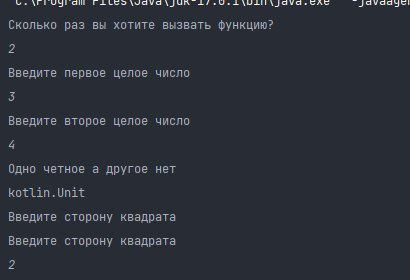 C:\Program Files\Java\jdk-17.0.1\bin\java.exe" "-javaagen
Сколько раз вы хотите вызвать функцию?
2
Введите первое целое число
3
Введите второе целое число
4
Одно четное а другое нет
kotlin.Unit
Введите сторону квадрата
Введите сторону квадрата
2